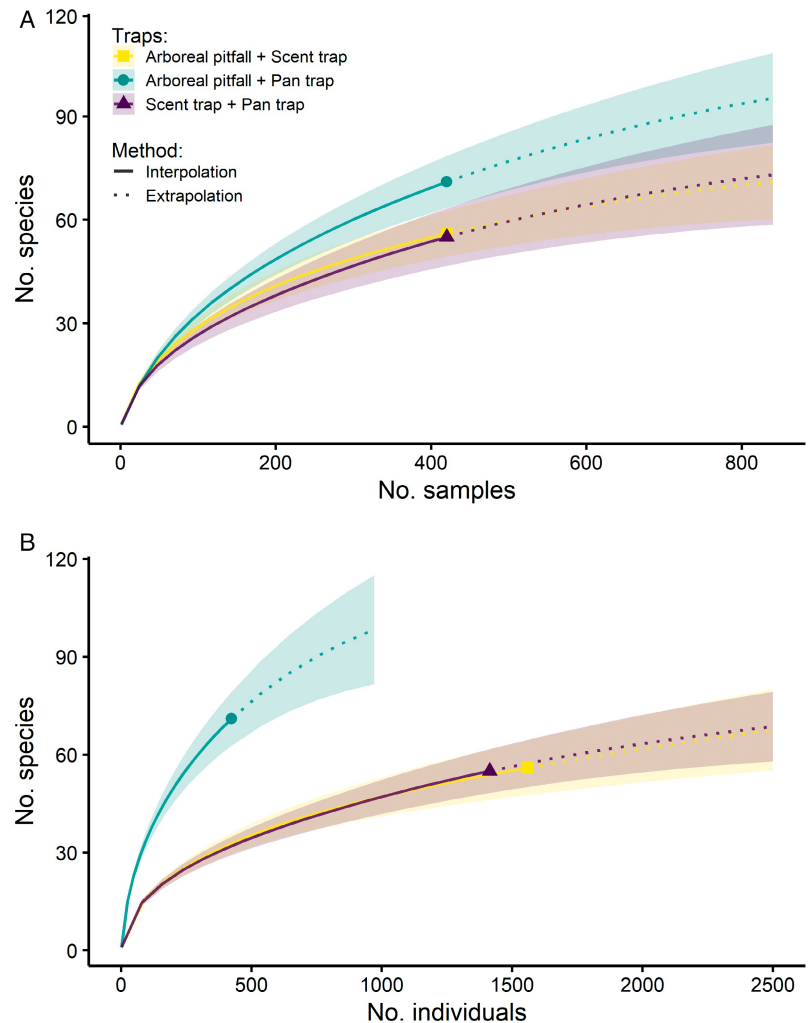 A
Traps:
Arboreal pitfall + Scent trap
Arboreal pitfall + Pan trap
Scent trap + Pan trap
Method:
Interpolation
Extrapolation
No. species
120
90
60
30
0
0 200 400 600 800
No. samples
B
No. species
120
90
60
30
0
0 500 1000 1500 2000 2500
No. individuals